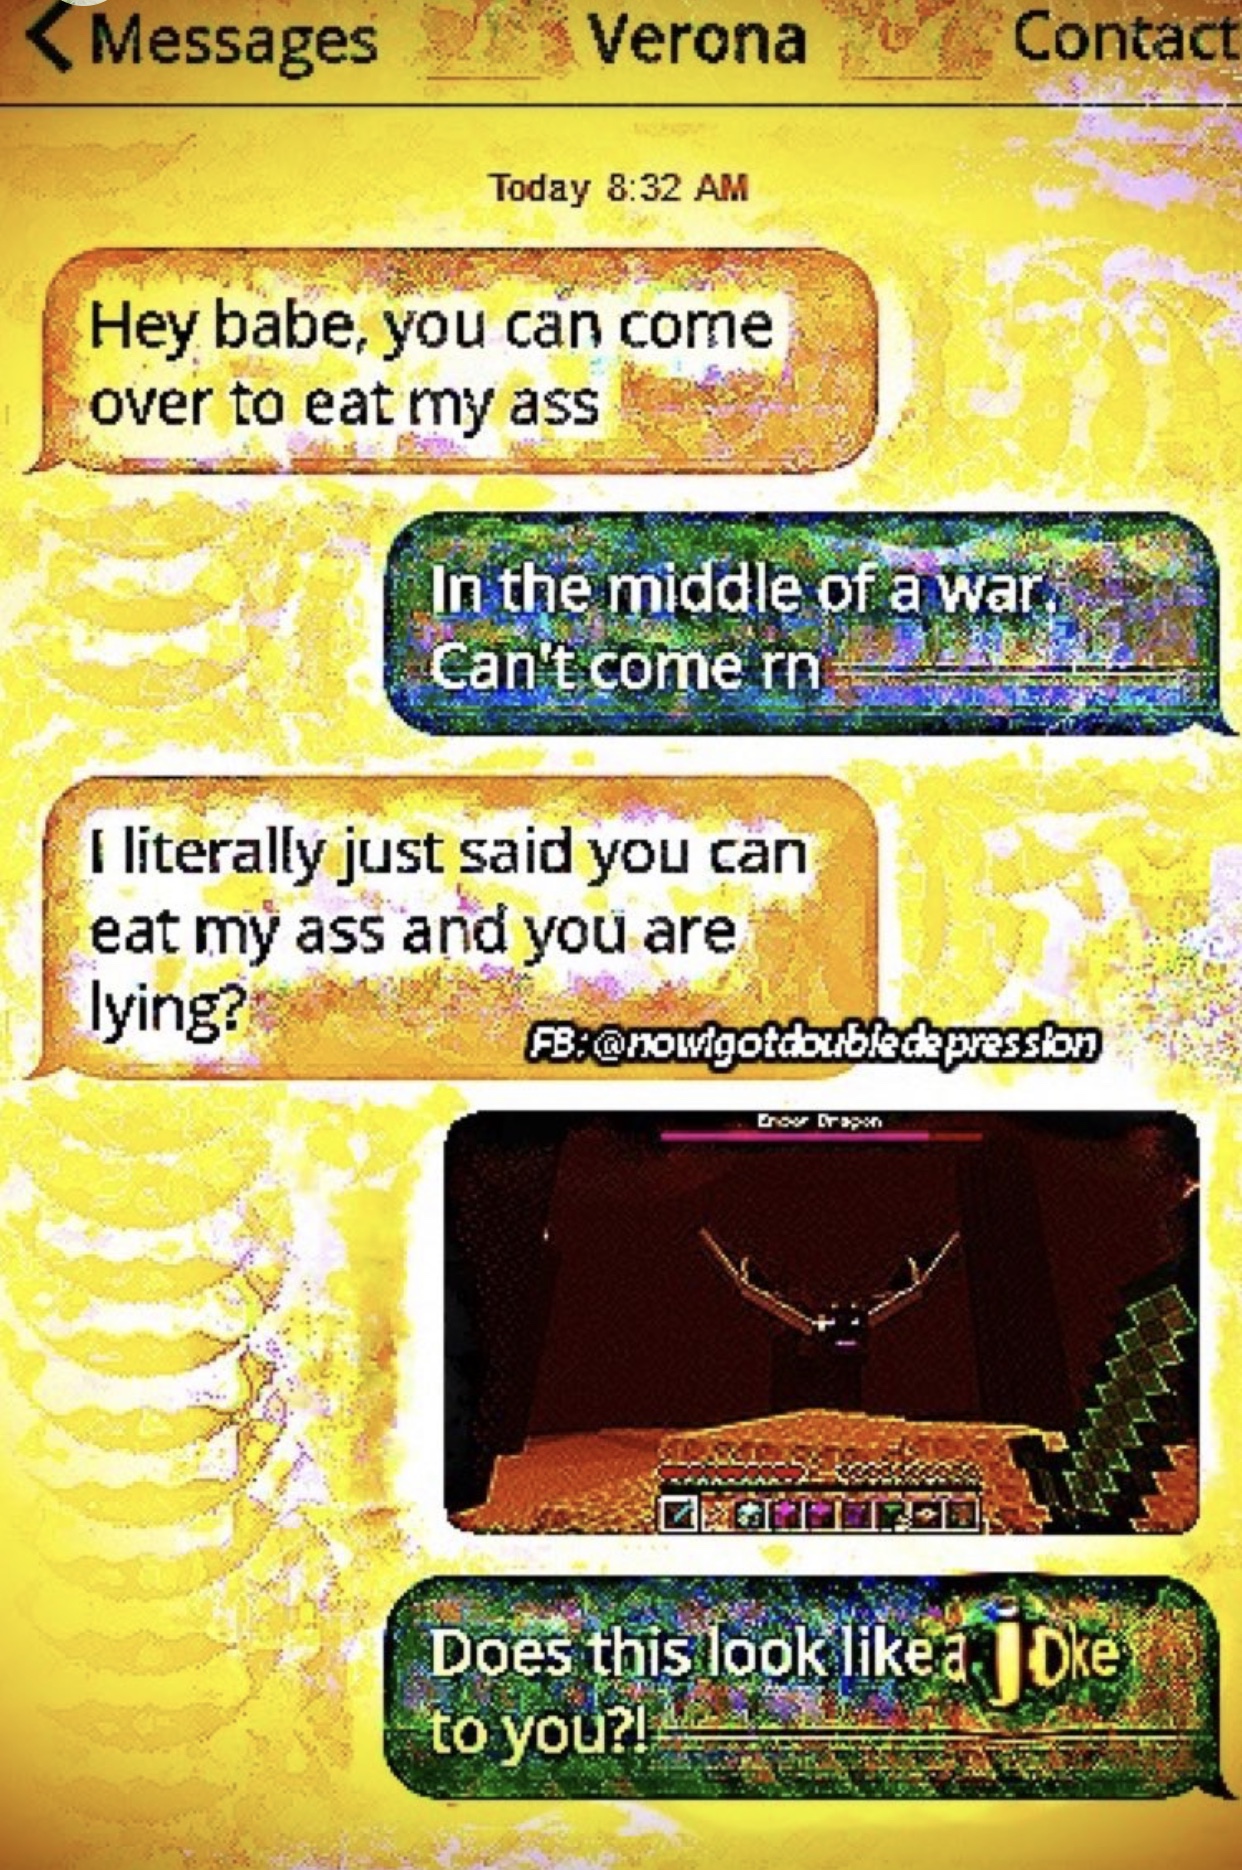 Messages Verona Contact
Today 8:32 AM
Hey babe, you can come
over to eat my ass
In the middle of a war.
Can't come rn
I literally just said you can
eat my ass and you are
lying?
FB:@nowigotdoubledepression
Ender Dragon
Does this look like a joke
to you?!